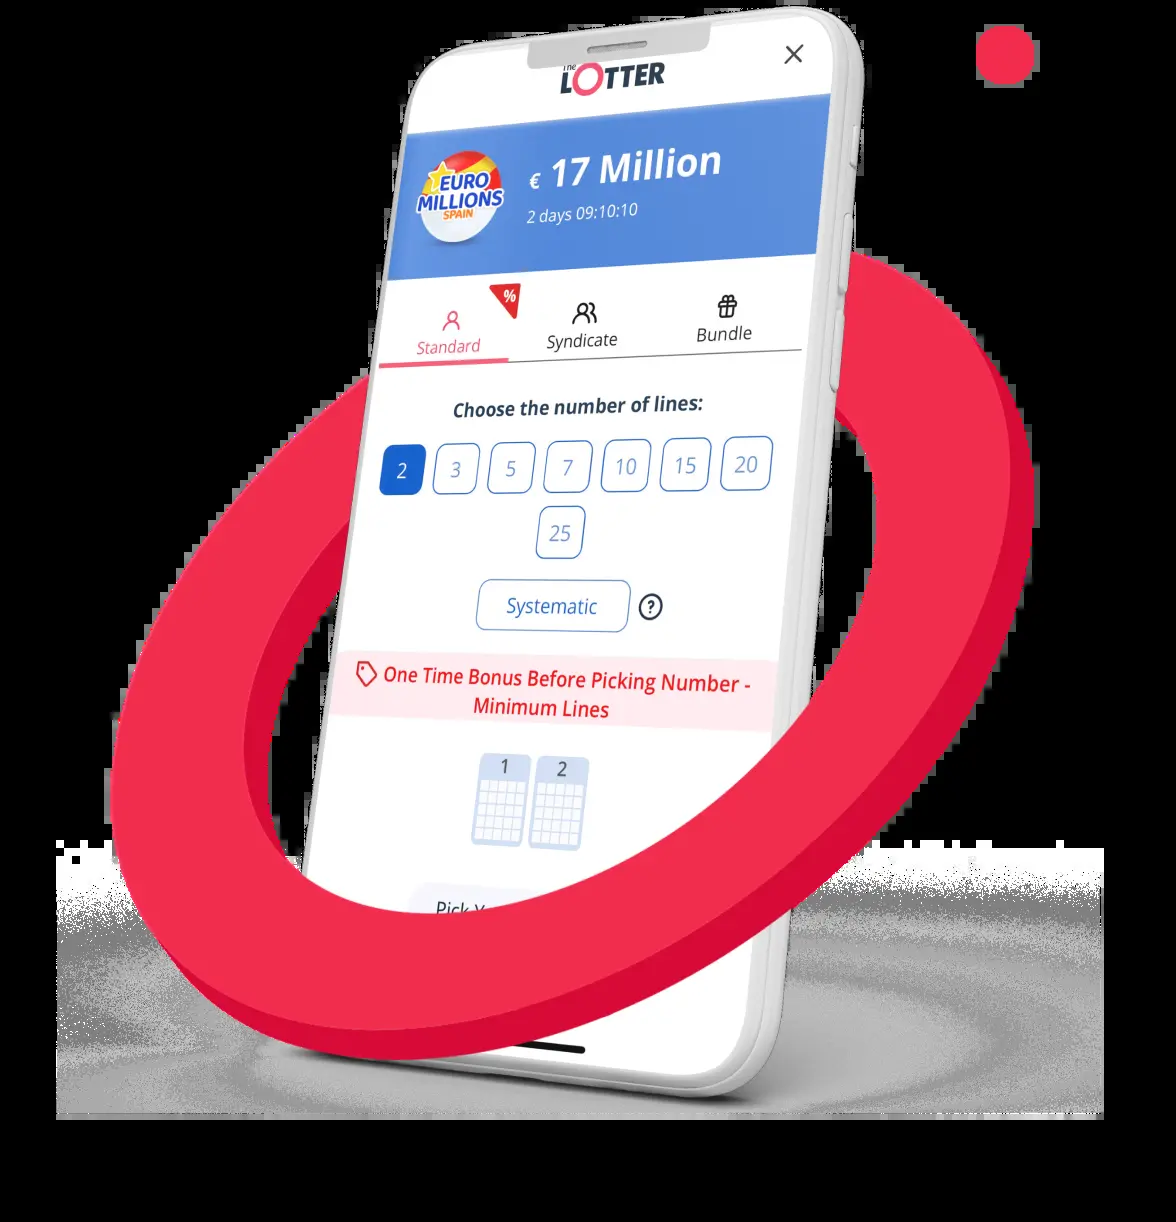 The
LOTTER
€ 17 Million
EURO
MILLIONS
SPAIN
2 days 09:10:10
%
Standard
Syndicate
Bundle
Choose the number of lines:
2 3 5 7 10 15 20
25
Systematic ?
One Time Bonus Before Picking Number -
Minimum Lines
1 2
Pick